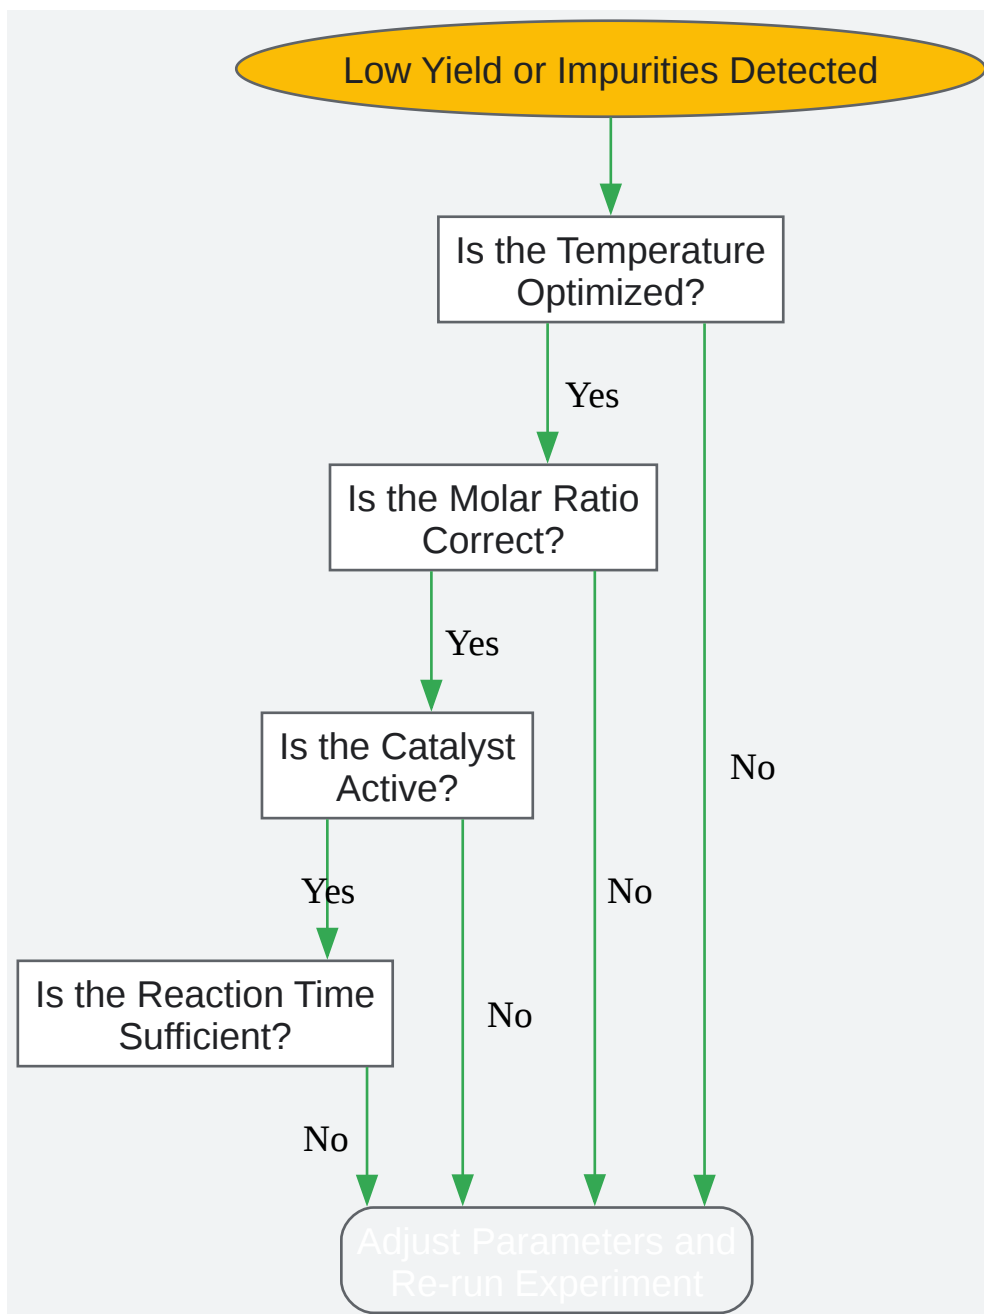 Low Yield or Impurities Detected
Is the Temperature
Optimized?
Yes
Is the Molar Ratio
Correct?
Yes
Is the Catalyst
Active?
No
Yes
No
Is the Reaction Time
Sufficient?
No
No
Adjust Parameters and
Re-run Experiment